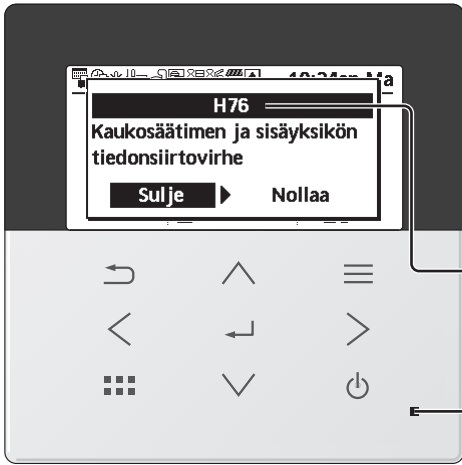 H76
Kaukosäätimen ja sisäyksikön
tiedonsiirtovirhe
Sulje Nollaa